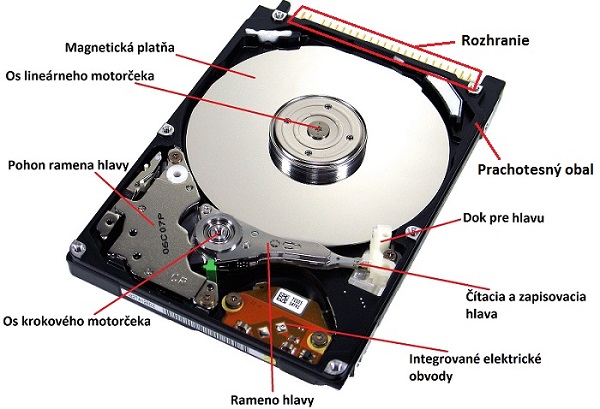 Rozhranie
Magnetická platňa
Os lineárneho motorčeka
Pohon ramena hlavy
Prachotesný obal
06C07P
Dok pre hlavu
Čítacia a zapisovacia
hlava
Os krokového motorčeka
Integrované elektrické
obvody
Rameno hlavy